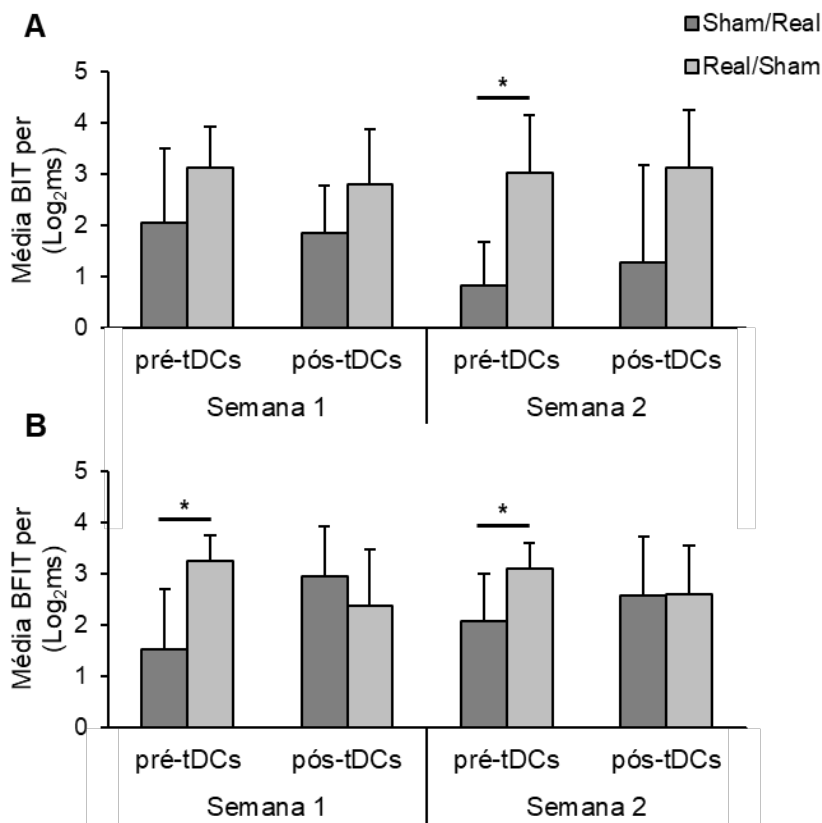 A
Sham/Real
Real/Sham
Média BIT per
(Log₂ms)
5
4
3
2
1
0
*
pré-tDCs pós-tDCs pré-tDCs pós-tDCs
Semana 1 Semana 2
B
Média BFIT per
(Log₂ms)
5
4
3
2
1
0
* *
pré-tDCs pós-tDCs pré-tDCs pós-tDCs
Semana 1 Semana 2